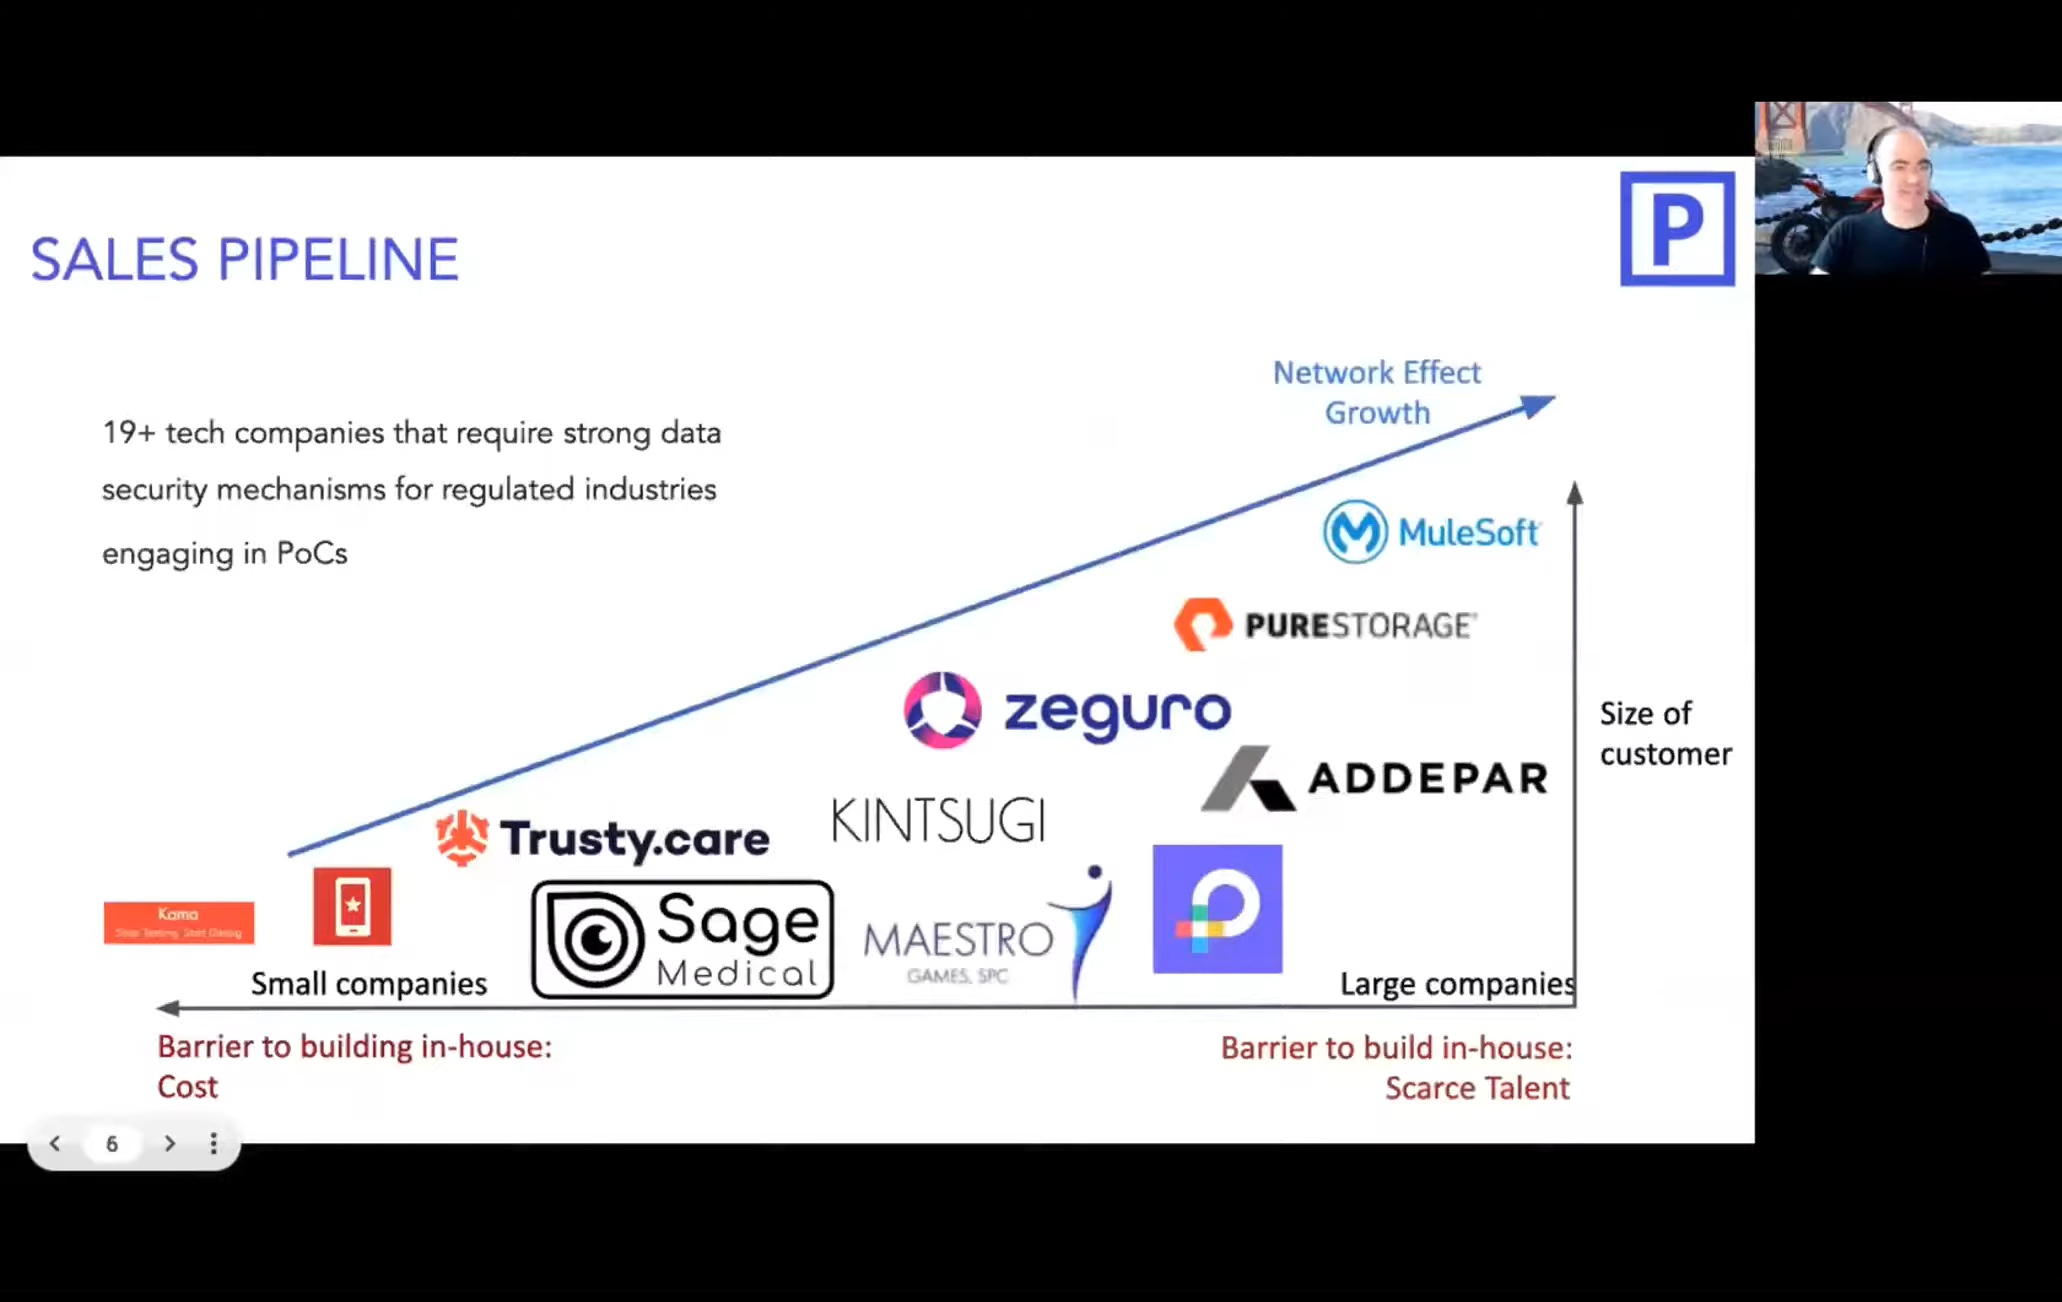 P
SALES PIPELINE
Network Effect
Growth
19+ tech companies that require strong data
security mechanisms for regulated industries
engaging in PoCs
MuleSoft
PURESTORAGE
zeguro
Size of
customer
ADDEPAR
KINTSUGI
Trusty.care
Kama
Sage
Medical
MAESTRO
GAMES, SPC
Small companies
Large companies
Barrier to building in-house:
Cost
Barrier to build in-house:
Scarce Talent
6